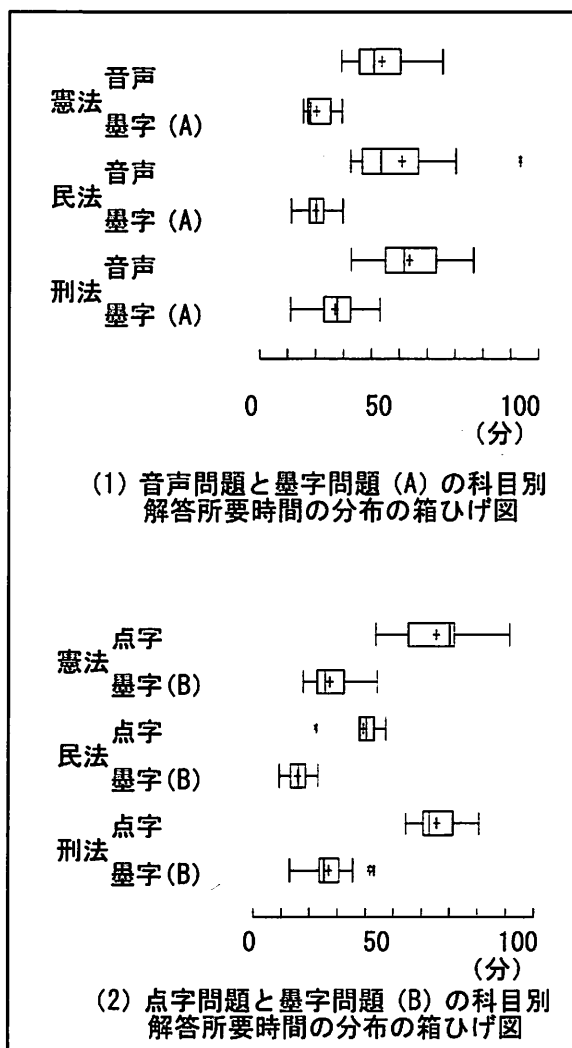 音声
憲法
墨字 (A)
音声
民法
墨字 (A)
音声
刑法
墨字 (A)
0 50 100
(分)
(1) 音声問題と墨字問題 (A) の科目別
解答所要時間の分布の箱ひげ図
点字
憲法
墨字(B)
点字
民法
墨字(B)
点字
刑法
墨字(B)
0 50 100
(分)
(2) 点字問題と墨字問題 (B) の科目別
解答所要時間の分布の箱ひげ図